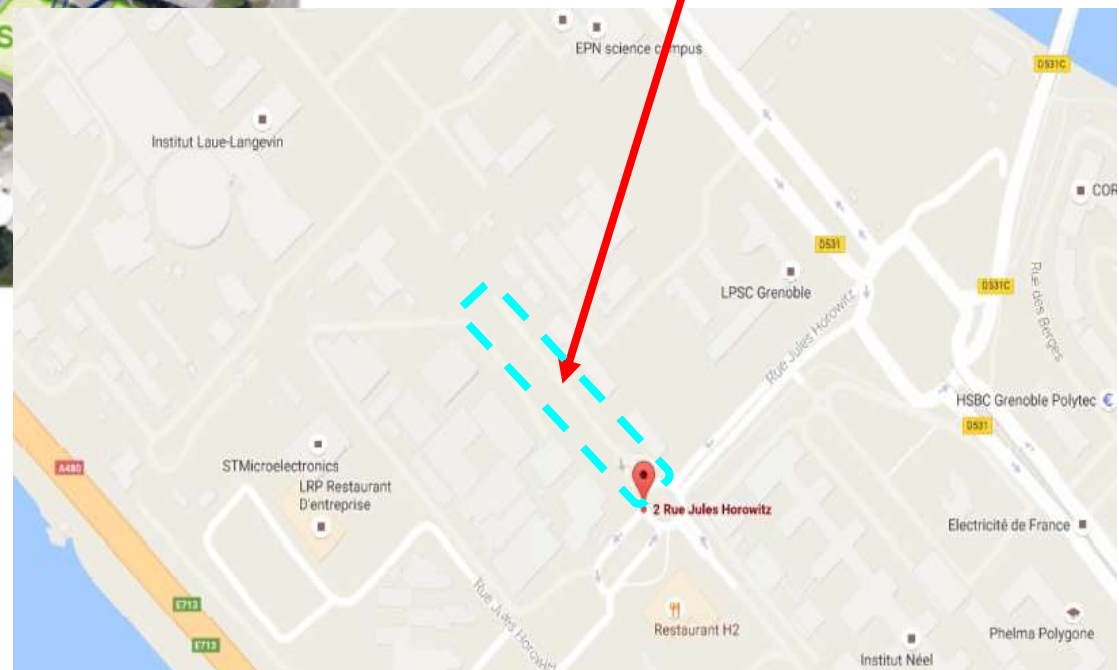 S
EPN science campus
D531C
Institut Laue-Langevin
COR
D531
LPSC Grenoble
D531C
Rue des Berges
Rue Jules Horowitz
HSBC Grenoble Polytec €
D531
A480
STMicroelectronics
LRP Restaurant
D'entreprise
2 Rue Jules Horowitz
Electricité de France
E713
Rue Jules Horowitz
Restaurant H2
Phelma Polygone
E713
Institut Néel